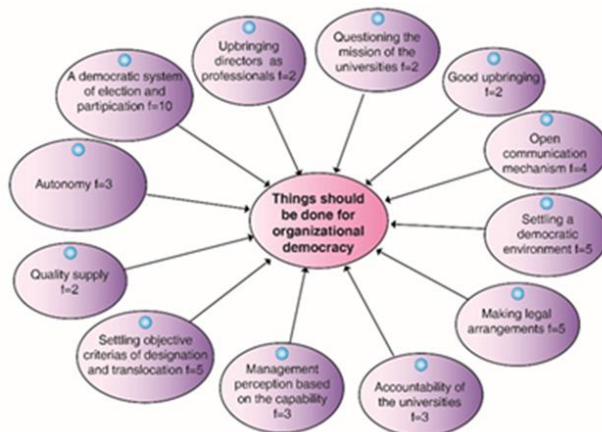 Upbringing
directors as
professionals f=2
Questioning the
mission of the
universities f=2
A democratic system
of election and
partipication f=10
Good upbringing
f=2
Open
communication
mechanism f=4
Autonomy f=3
Things should
be done for
organizational
democracy
Settling a
democratic
environment f=5
Quality supply
f=2
Making legal
arrangements f=5
Settling objective
criterias of designation
and translocation f=5
Management
perception based
on the capability
f=3
Accountability of
the universities
f=3